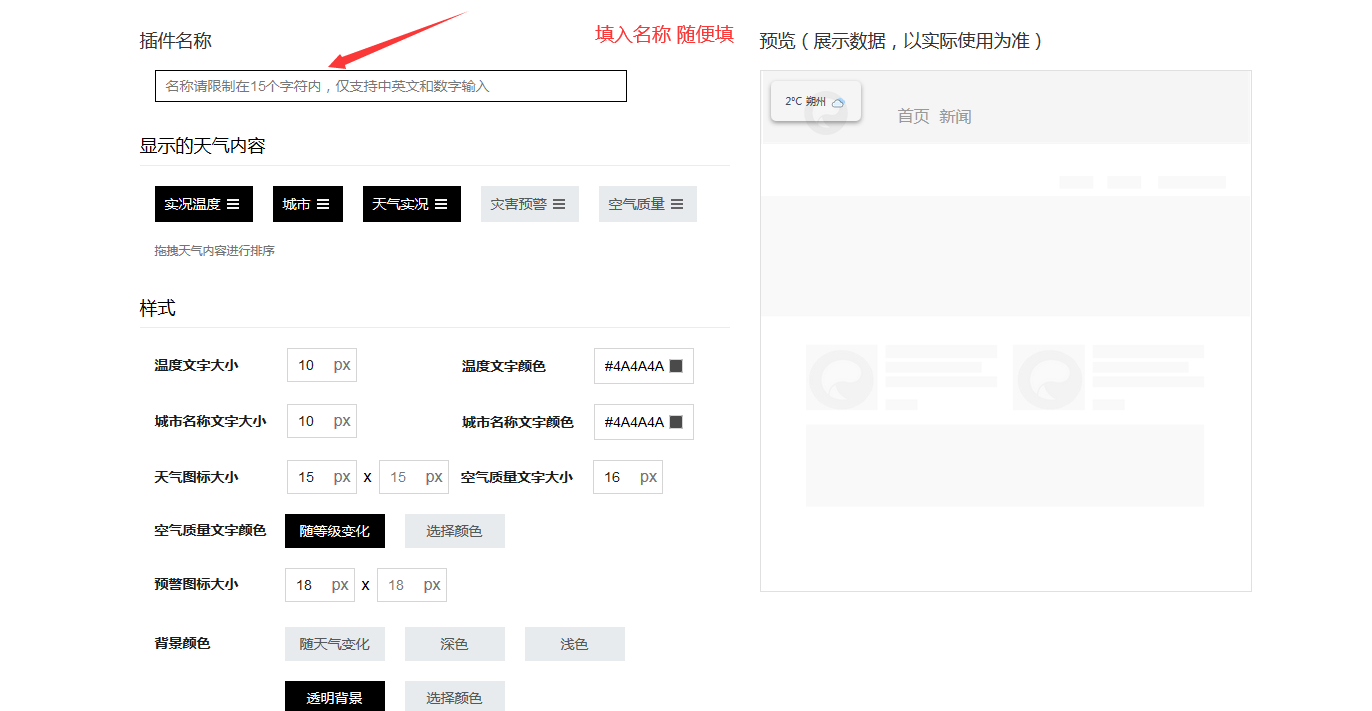 插件名称
填入名称 随便填
预览（展示数据，以实际使用为准）
名称请限制在15个字符内，仅支持中英文和数字输入
2°C 朔州
首页 新闻
显示的天气内容
实况温度 城市 天气实况 灾害预警 空气质量
拖拽天气内容进行排序
样式
温度文字大小 10 px 温度文字颜色 #4A4A4A
城市名称文字大小 10 px 城市名称文字颜色 #4A4A4A
天气图标大小 15 px x 15 px 空气质量文字大小 16 px
空气质量文字颜色 随等级变化 选择颜色
预警图标大小 18 px x 18 px
背景颜色 随天气变化 深色 浅色
透明背景 选择颜色